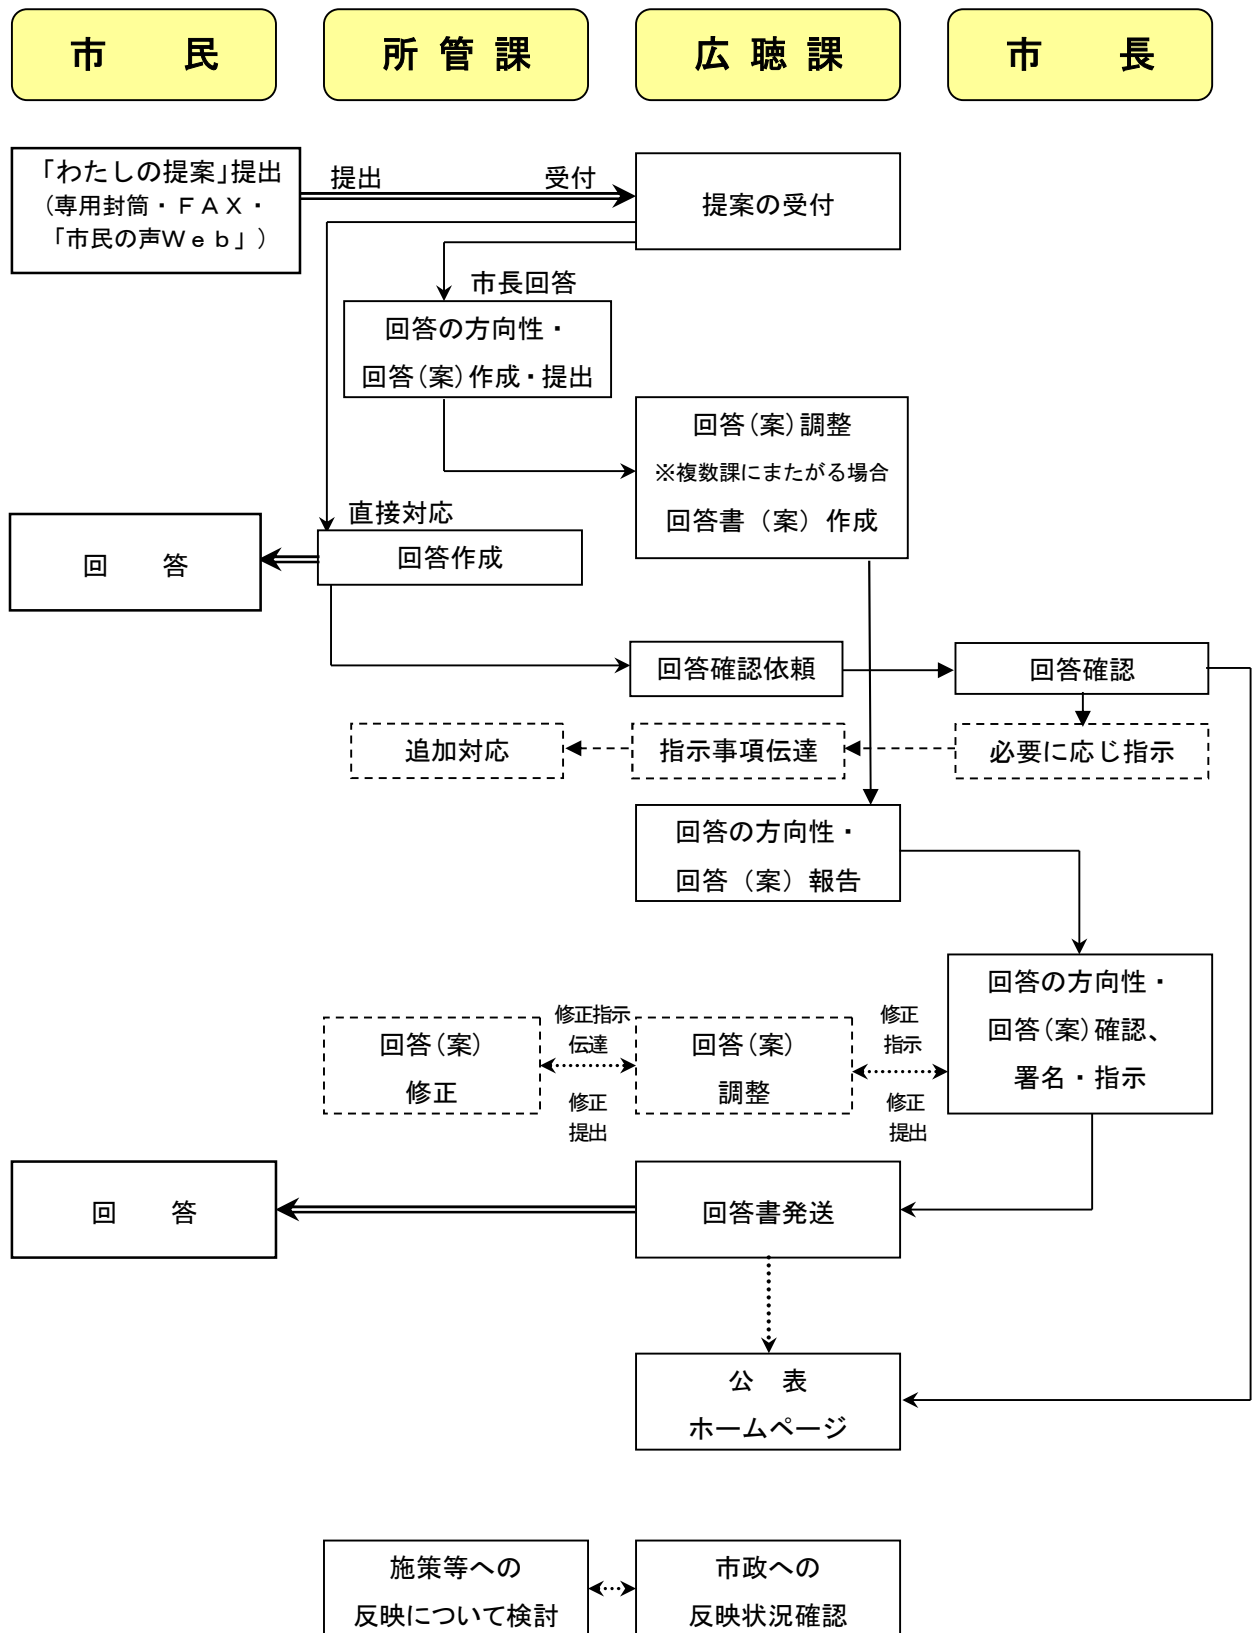 市　民
所管課
広聴課
市　長
「わたしの提案」提出
（専用封筒・ＦＡＸ・
「市民の声Ｗｅｂ」）
提出
受付
提案の受付
市長回答
回答の方向性・
回答（案）作成・提出
回答（案）調整
※複数課にまたがる場合
回答書（案）作成
直接対応
回　答
回答作成
回答確認依頼
回答確認
追加対応
指示事項伝達
必要に応じ指示
回答の方向性・
回答（案）報告
回答の方向性・
回答（案）確認、
署名・指示
回答（案）
修正
修正指示
伝達
修正
提出
回答（案）
調整
修正
指示
修正
提出
回　答
回答書発送
公　表
ホームページ
施策等への
反映について検討
市政への
反映状況確認